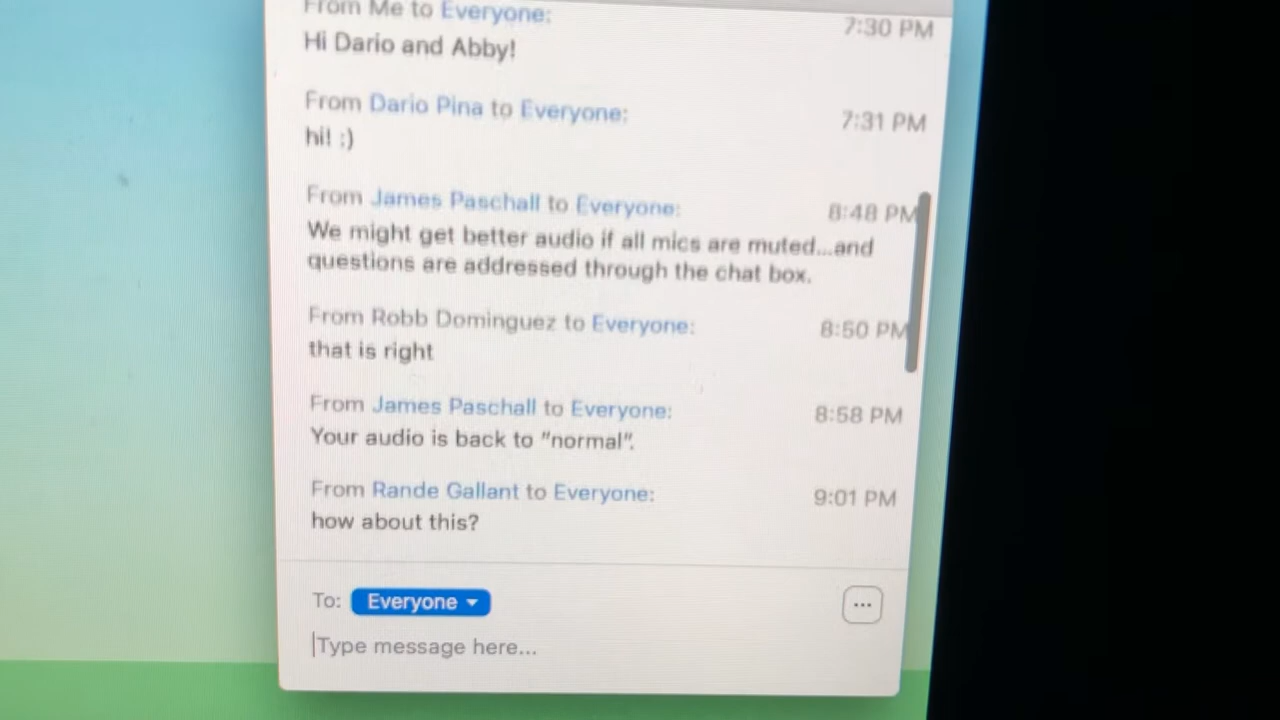 From Me to Everyone:
7:30 PM
Hi Dario and Abby!
From Dario Pina to Everyone:
7:31 PM
hi! :)
From James Paschall to Everyone:
8:48 PM
We might get better audio if all mics are muted...and
questions are addressed through the chat box.
From Robb Dominguez to Everyone:
8:50 PM
that is right
From James Paschall to Everyone:
8:58 PM
Your audio is back to "normal".
From Rande Gallant to Everyone:
9:01 PM
how about this?
To: Everyone
...
Type message here...